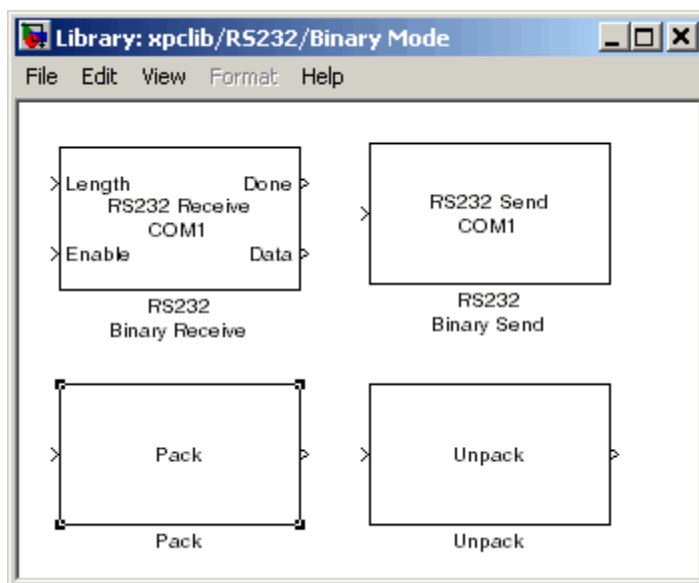 Library: xpclib/RS232/Binary Mode
File Edit View Format Help
Length Done
RS232 Receive
COM1
Enable Data
RS232
Binary Receive
RS232 Send
COM1
RS232
Binary Send
Pack
Pack
Unpack
Unpack